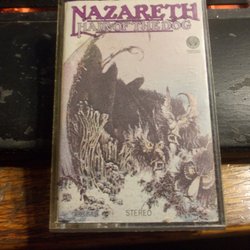 NAZARETH
HAIR OF THE DOG
STEREO